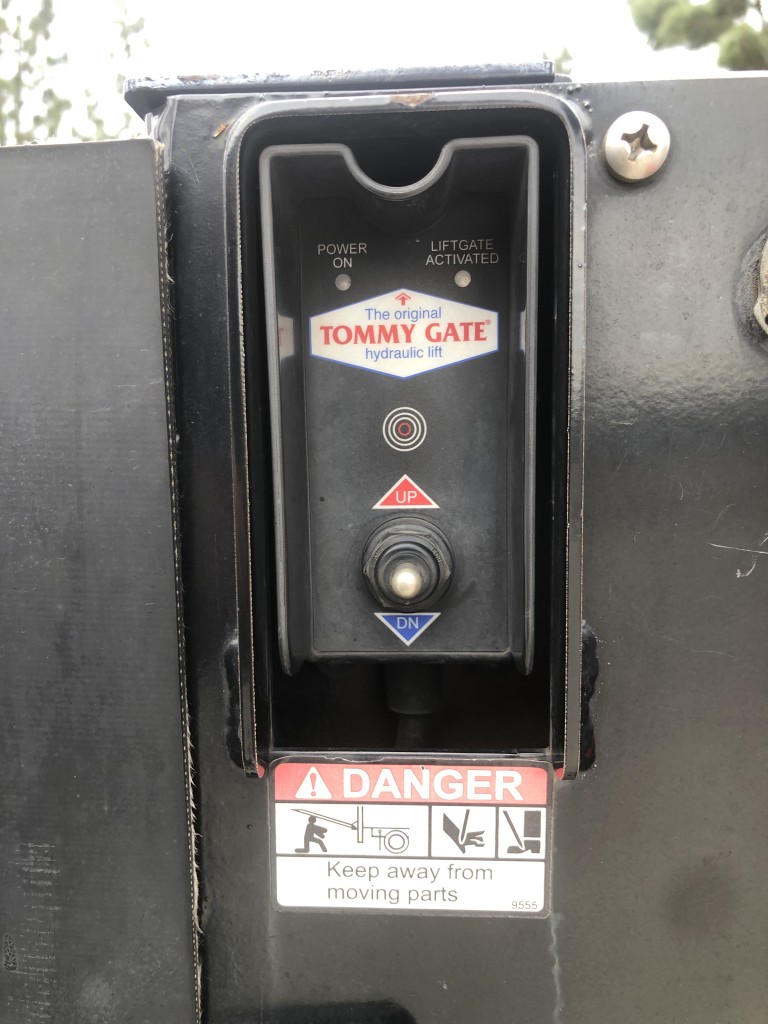 POWER
ON
LIFTGATE
ACTIVATED
The original
TOMMY GATE®
hydraulic lift
UP
DN
DANGER
Keep away from
moving parts
9555